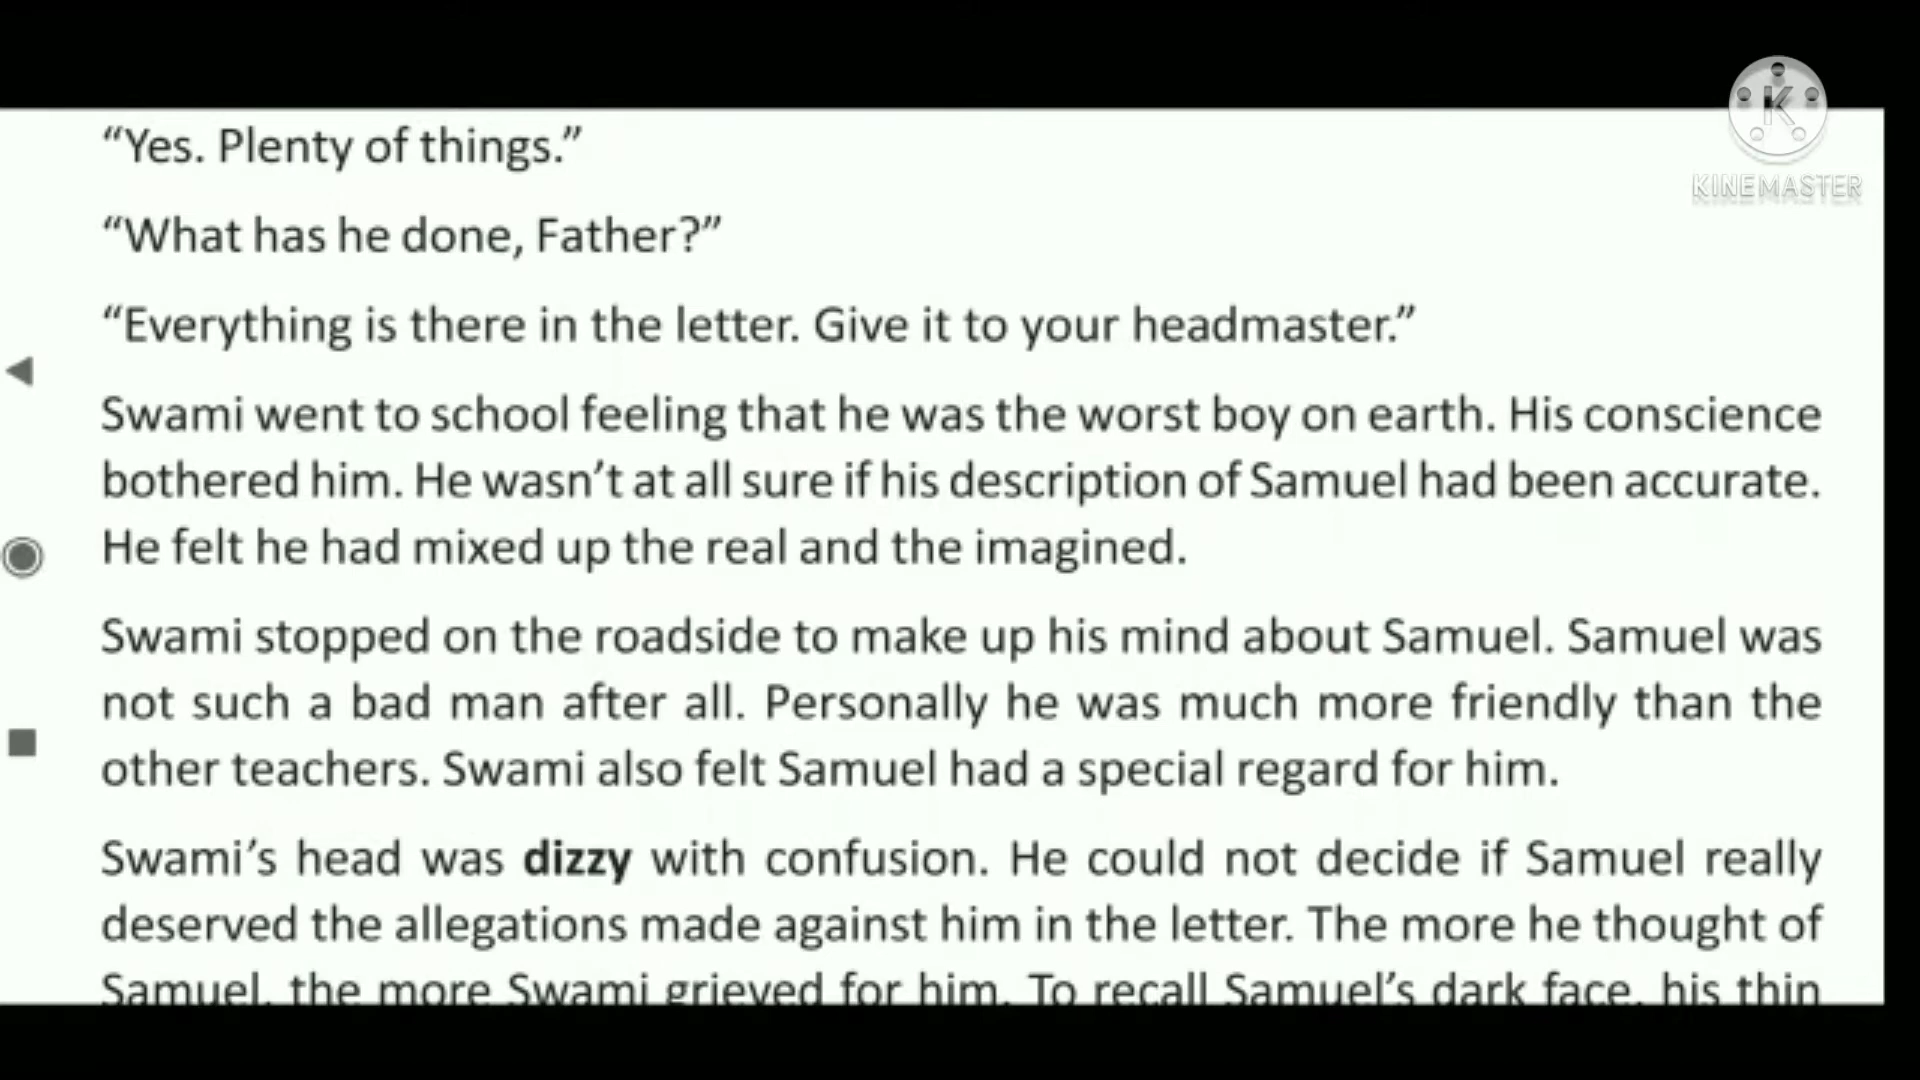 KINEMASTER
“Yes. Plenty of things.”
“What has he done, Father?”
“Everything is there in the letter. Give it to your headmaster.”
Swami went to school feeling that he was the worst boy on earth. His conscience
bothered him. He wasn’t at all sure if his description of Samuel had been accurate.
He felt he had mixed up the real and the imagined.
Swami stopped on the roadside to make up his mind about Samuel. Samuel was
not such a bad man after all. Personally he was much more friendly than the
other teachers. Swami also felt Samuel had a special regard for him.
Swami’s head was dizzy with confusion. He could not decide if Samuel really
deserved the allegations made against him in the letter. The more he thought of
Samuel, the more Swami grieved for him. To recall Samuel’s dark face, his thin